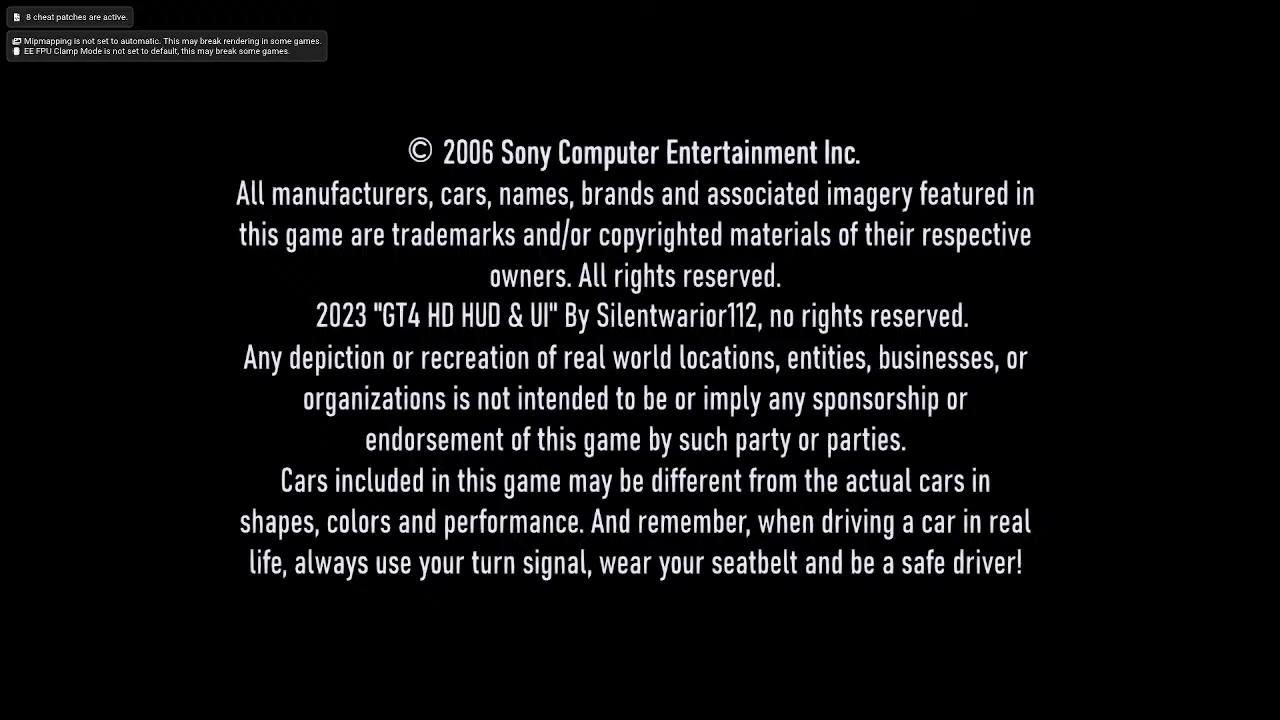 8 cheat patches are active.
Mipmapping is not set to automatic. This may break rendering in some games.
EE FPU Clamp Mode is not set to default, this may break some games.
© 2006 Sony Computer Entertainment Inc.
All manufacturers, cars, names, brands and associated imagery featured in
this game are trademarks and/or copyrighted materials of their respective
owners. All rights reserved.
2023 "GT4 HD HUD & UI" By Silentwarior112, no rights reserved.
Any depiction or recreation of real world locations, entities, businesses, or
organizations is not intended to be or imply any sponsorship or
endorsement of this game by such party or parties.
Cars included in this game may be different from the actual cars in
shapes, colors and performance. And remember, when driving a car in real
life, always use your turn signal, wear your seatbelt and be a safe driver!